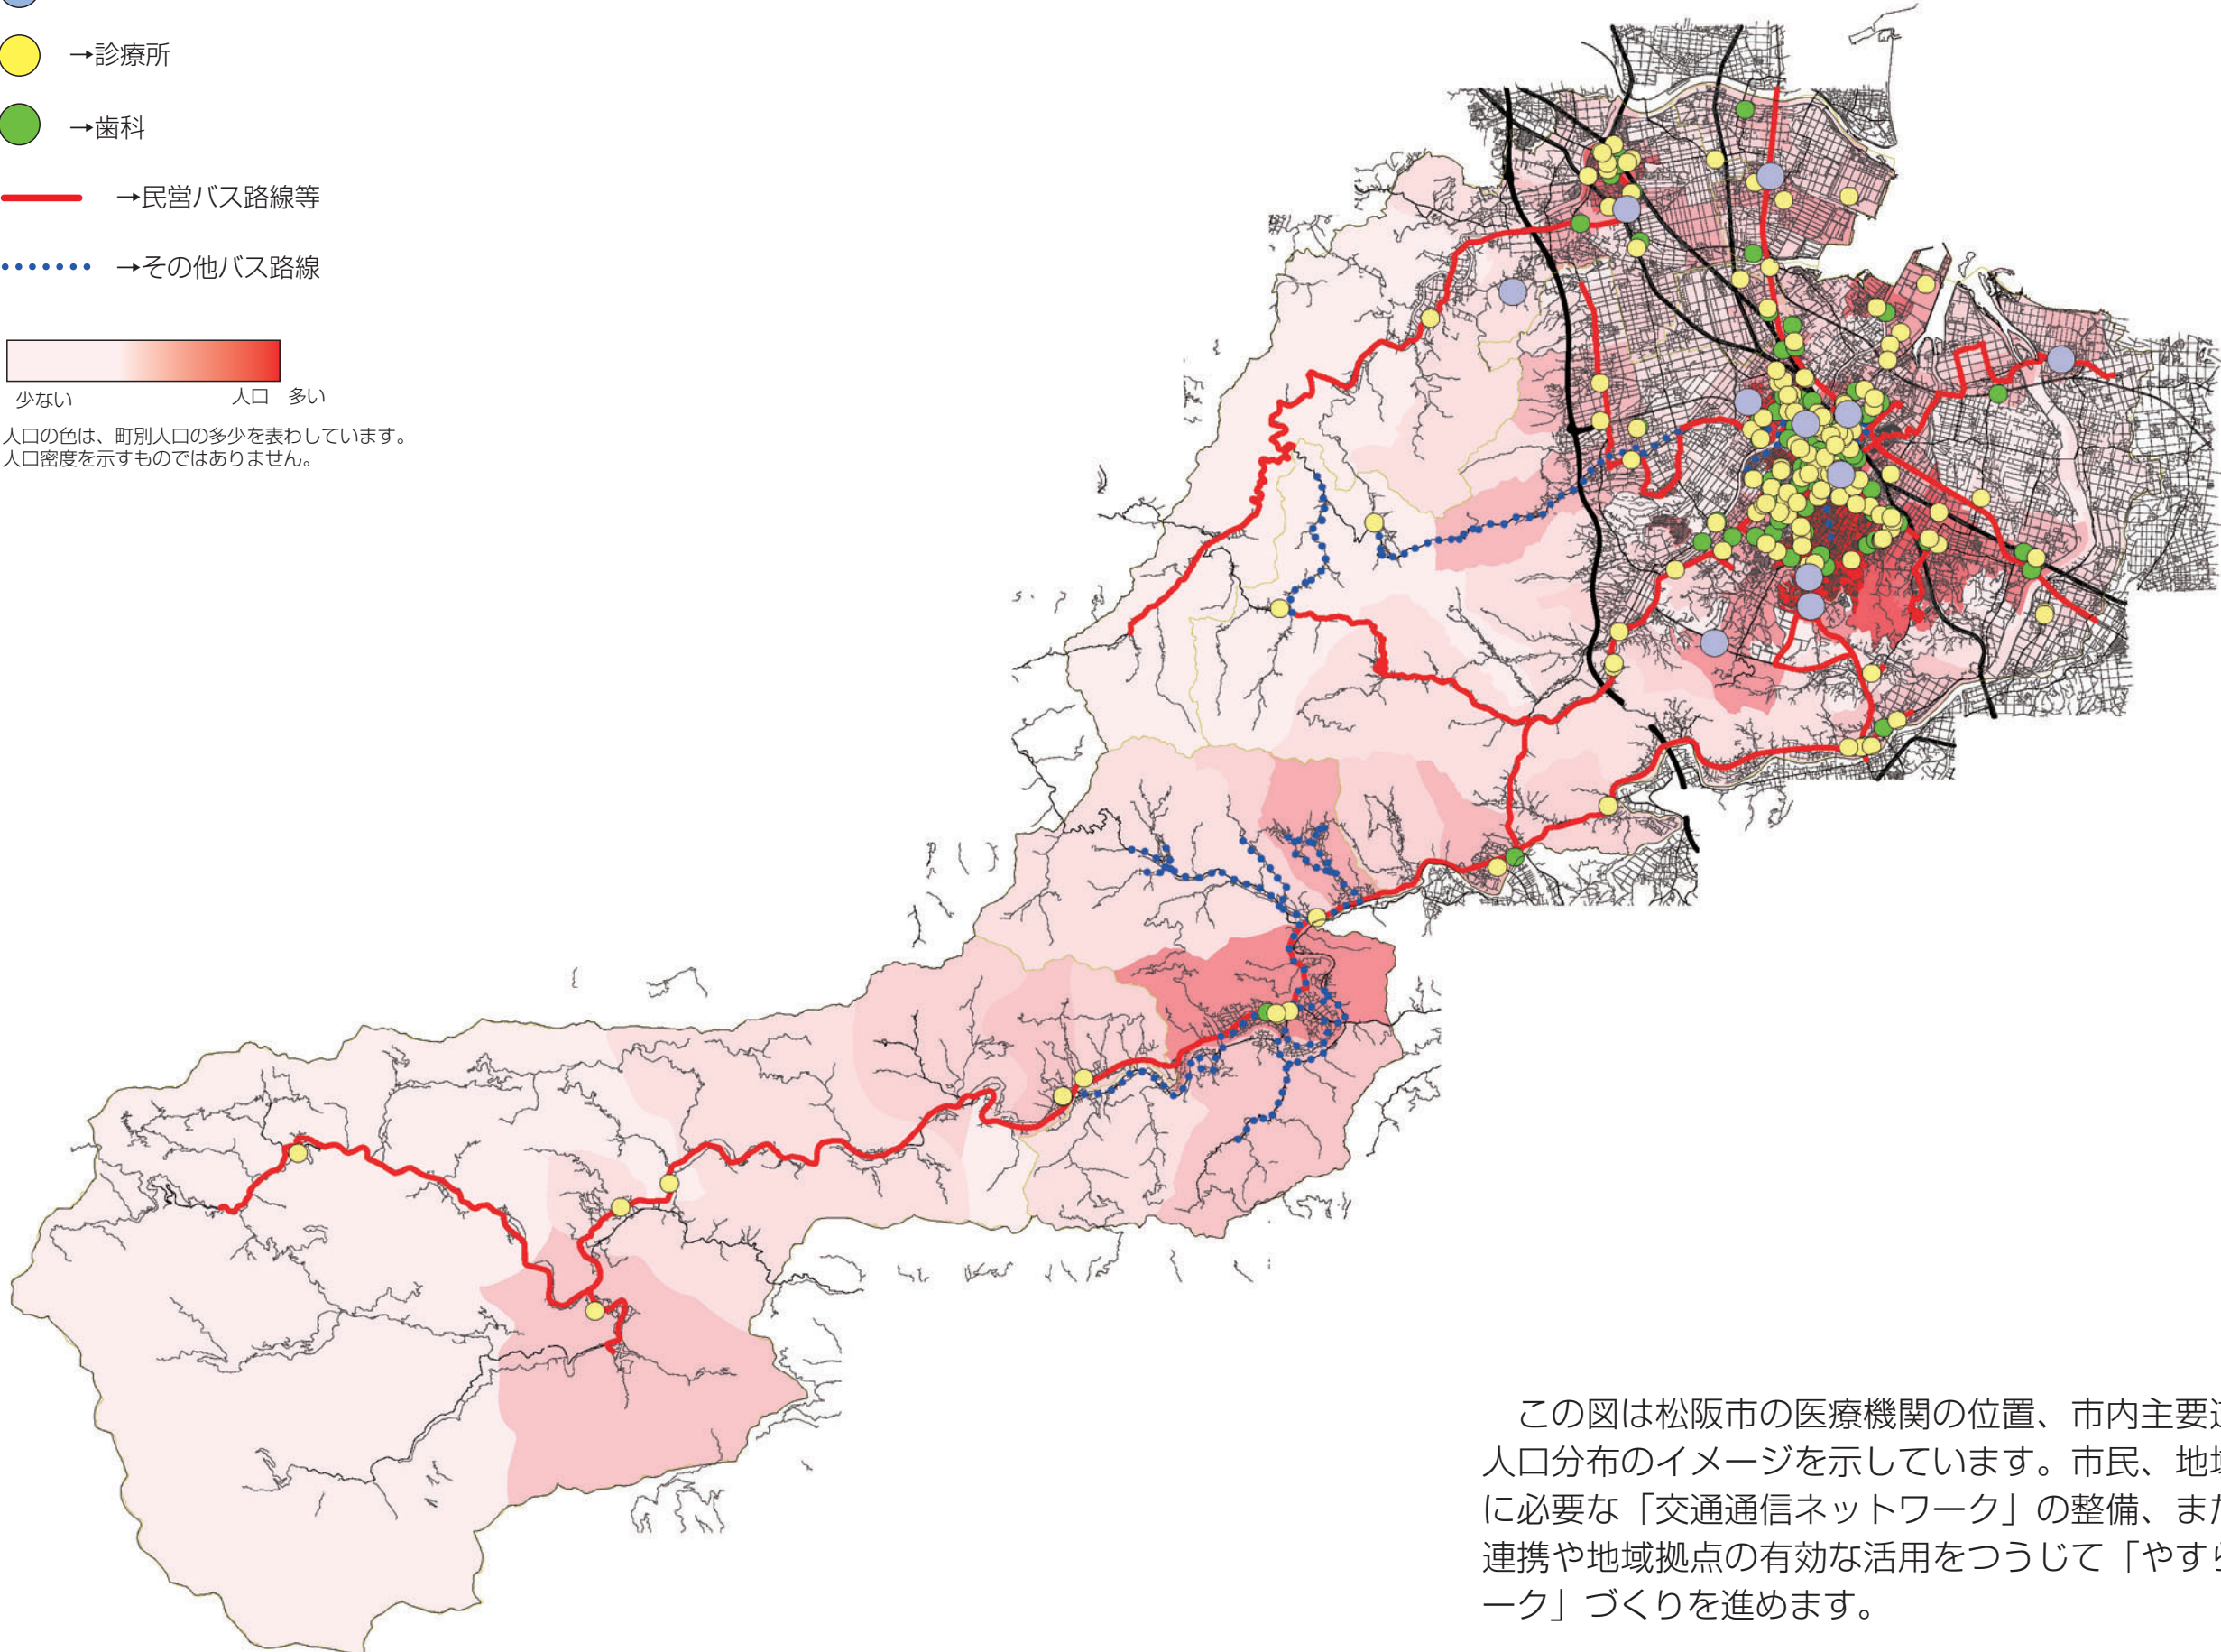 →診療所
→歯科
→民営バス路線等
→その他バス路線
少ない 人口 多い
人口の色は、町別人口の多少を表わしています。
人口密度を示すものではありません。
この図は松阪市の医療機関の位置、市内主要
人口分布のイメージを示しています。市民、地
に必要な「交通通信ネットワーク」の整備、ま
連携や地域拠点の有効な活用をつうじて「やす
ーク」づくりを進めます。